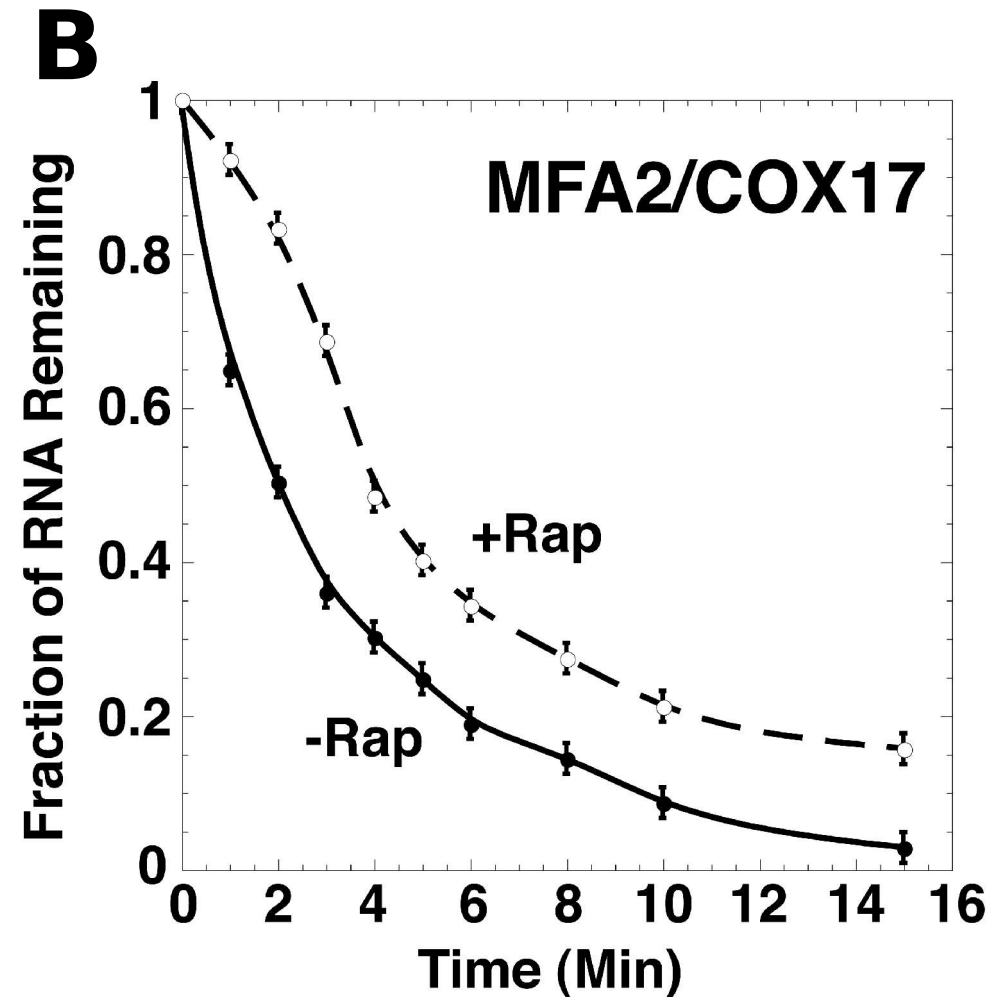 B
MFA2/COX17
Fraction of RNA Remaining
1
0.8
0.6
0.4
0.2
0
+Rap
-Rap
0 2 4 6 8 10 12 14 16
Time (Min)